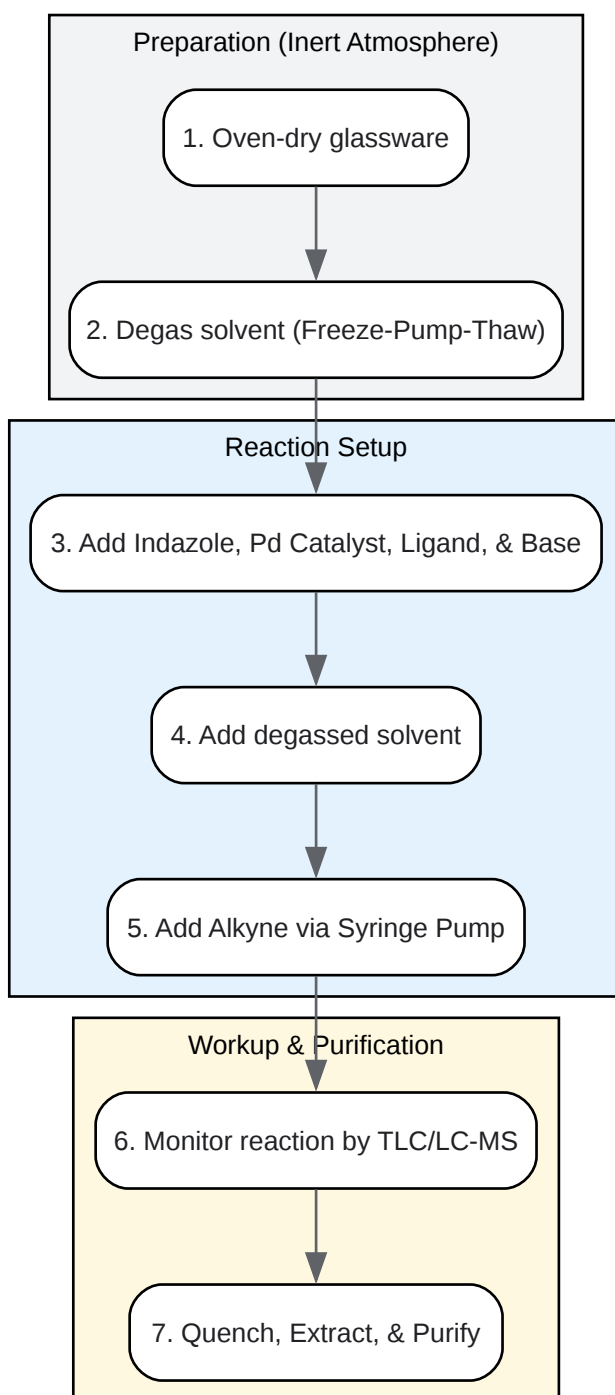 Preparation (Inert Atmosphere)
1. Oven-dry glassware
2. Degas solvent (Freeze-Pump-Thaw)
Reaction Setup
3. Add Indazole, Pd Catalyst, Ligand, & Base
4. Add degassed solvent
5. Add Alkyne via Syringe Pump
Workup & Purification
6. Monitor reaction by TLC/LC-MS
7. Quench, Extract, & Purify